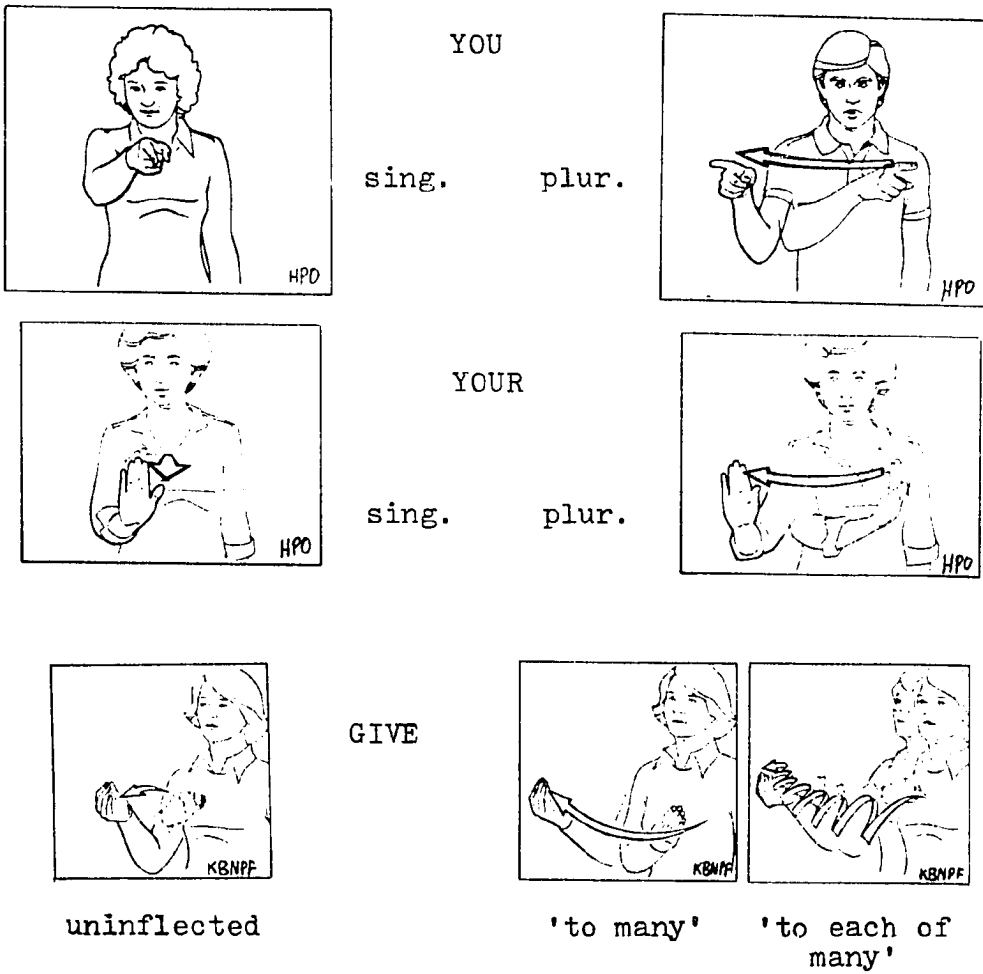 YOU
sing. plur.
HPO HPO
YOUR
sing. plur.
HPO HPO
GIVE
KBNPF KBNPF KBNPF
uninflected 'to many' 'to each of
many'